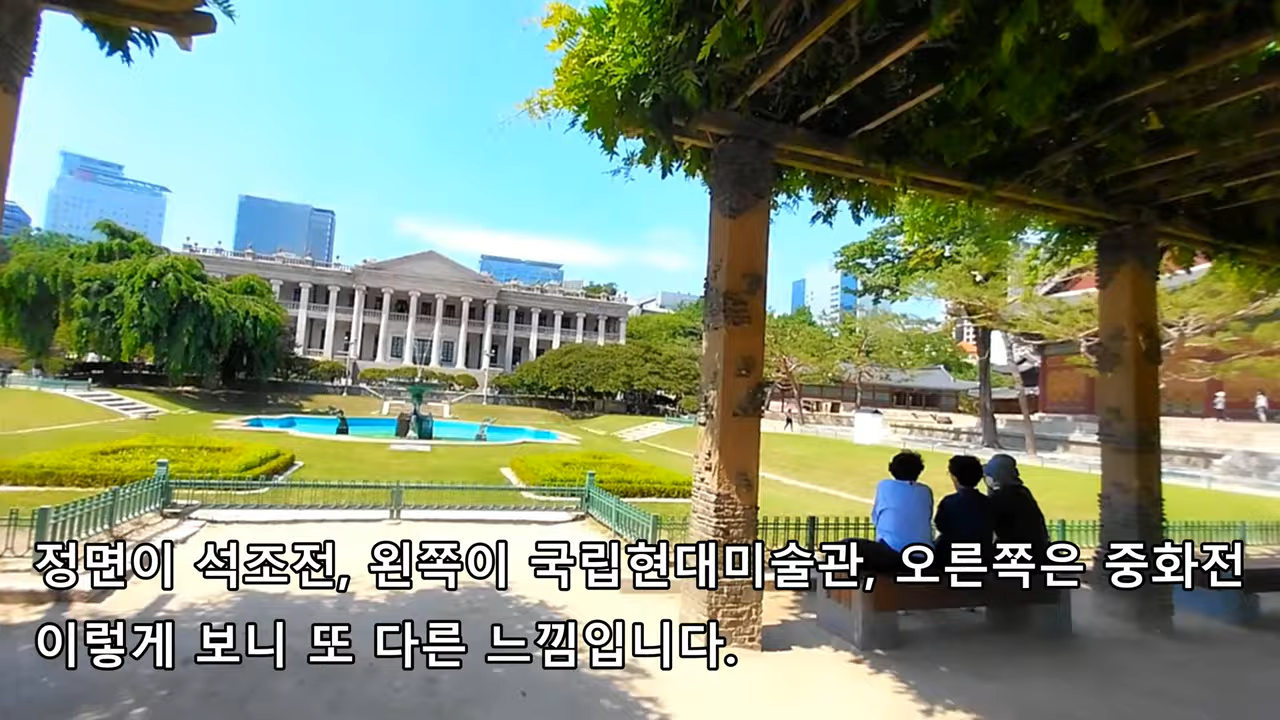 정면이 석조전, 왼쪽이 국립현대미술관, 오른쪽은 중화전
이렇게 보니 또 다른 느낌입니다.